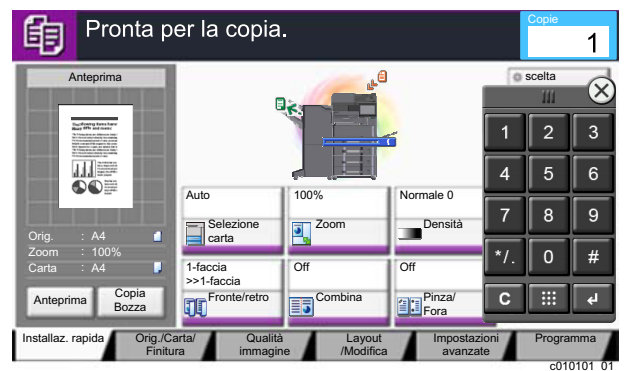 Pronta per la copia.
Copie
1
Anteprima
scelta
Orig. : A4
Zoom : 100%
Carta : A4
Anteprima
Copia
Bozza
Auto
Selezione
carta
100%
Zoom
Normale 0
Densità
1-faccia
>>1-faccia
Fronte/retro
Off
Combina
Off
Pinza/
Fora
1 2 3
4 5 6
7 8 9
*/. 0 #
C
Installaz. rapida
Orig./Carta/
Finitura
Qualità
immagine
Layout
/Modifica
Impostazioni
avanzate
Programma
c010101_01